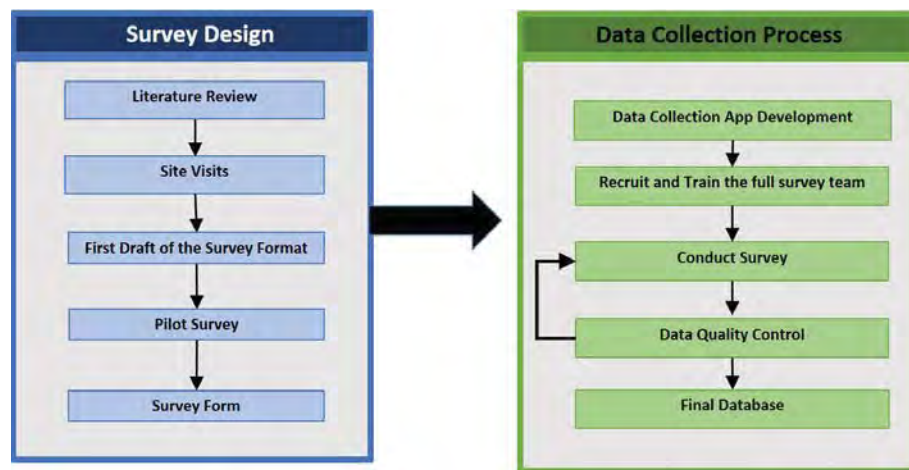 Survey Design
Literature Review
Site Visits
First Draft of the Survey Format
Pilot Survey
Survey Form
Data Collection Process
Data Collection App Development
Recruit and Train the full survey team
Conduct Survey
Data Quality Control
Final Database